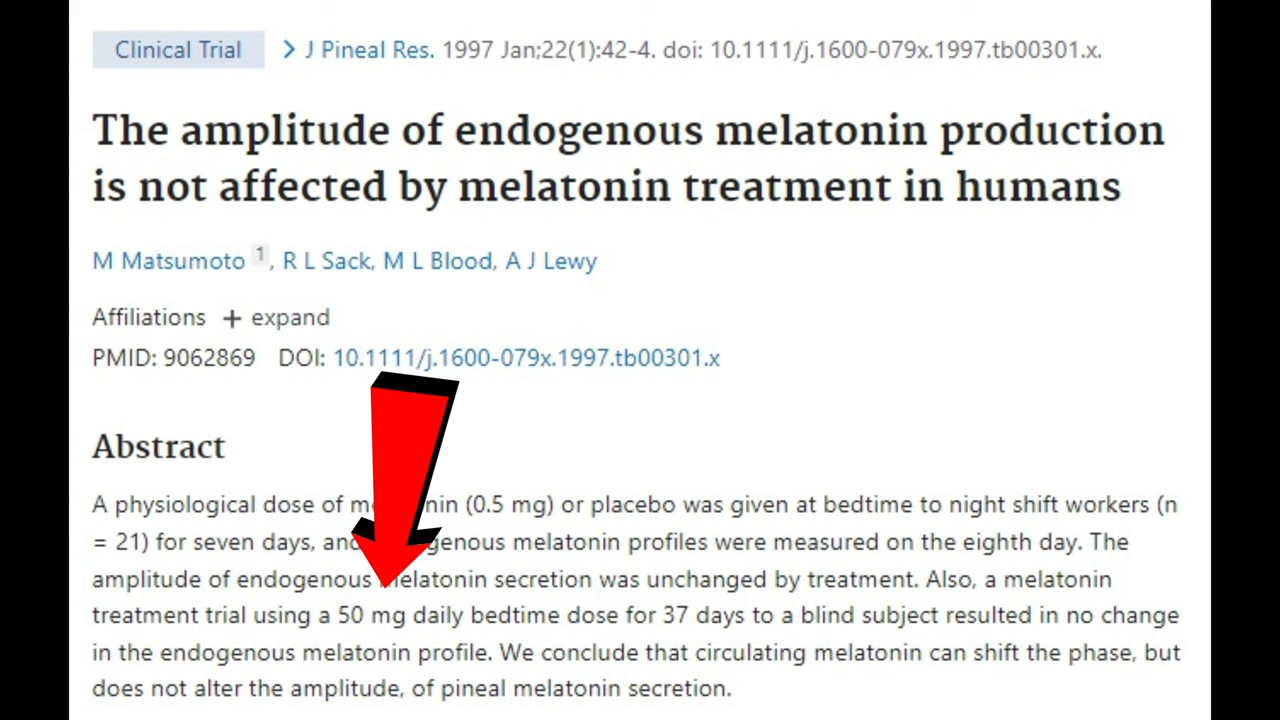 Clinical Trial > J Pineal Res. 1997 Jan;22(1):42-4. doi: 10.1111/j.1600-079x.1997.tb00301.x.
The amplitude of endogenous melatonin production
is not affected by melatonin treatment in humans
M Matsumoto 1, R L Sack, M L Blood, A J Lewy
Affiliations + expand
PMID: 9062869 DOI: 10.1111/j.1600-079x.1997.tb00301.x
Abstract
A physiological dose of melatonin (0.5 mg) or placebo was given at bedtime to night shift workers (n
= 21) for seven days, and endogenous melatonin profiles were measured on the eighth day. The
amplitude of endogenous melatonin secretion was unchanged by treatment. Also, a melatonin
treatment trial using a 50 mg daily bedtime dose for 37 days to a blind subject resulted in no change
in the endogenous melatonin profile. We conclude that circulating melatonin can shift the phase, but
does not alter the amplitude, of pineal melatonin secretion.